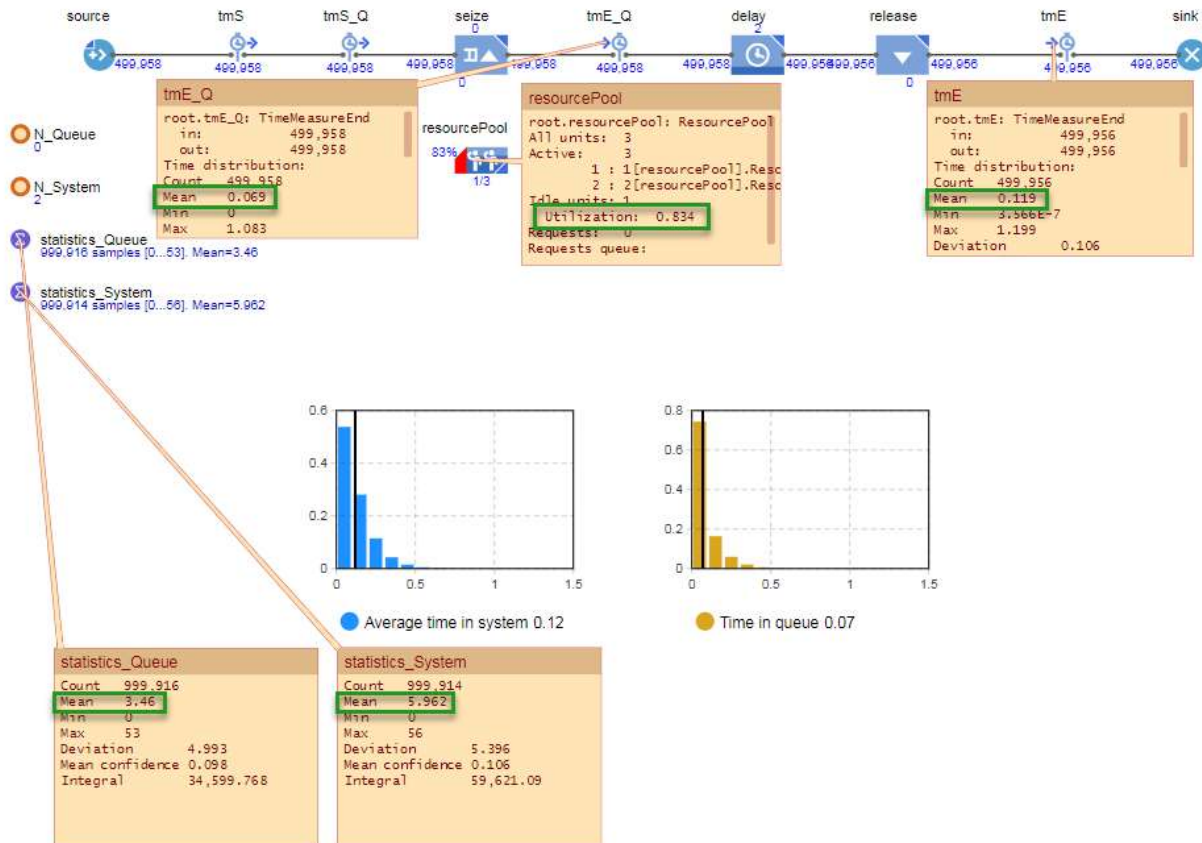 source tmS tmS_Q seize tmE_Q delay release tmE sink
0 2
499,958 499,958 499,958 499,958 499,958 499,958 499,956 499,956 499,956 499,956
0 0
tmE_Q
root.tmE_Q: TimeMeasureEnd
in: 499,958
out: 499,958
Time distribution:
Count 499,958
Mean 0.069
Min 0
Max 1.083
resourcePool
83%
1/3
resourcePool
root.resourcePool: ResourcePool
All units: 3
Active: 3
1 : 1[resourcePool].Reso
2 : 2[resourcePool].Reso
Idle units: 1
Utilization: 0.834
Requests: 0
Requests queue:
tmE
root.tmE: TimeMeasureEnd
in: 499,956
out: 499,956
Time distribution:
Count 499,956
Mean 0.119
Min 3.566E-7
Max 1.199
Deviation 0.106
N_Queue
0
N_System
2
statistics_Queue
999,916 samples [0...53]. Mean=3.46
statistics_System
999,914 samples [0...56]. Mean=5.962
0.6
0.4
0.2
0
0 0.5 1 1.5
Average time in system 0.12
0.8
0.6
0.4
0.2
0
0 0.5 1 1.5
Time in queue 0.07
statistics_Queue
Count 999,916
Mean 3.46
Min 0
Max 53
Deviation 4.993
Mean confidence 0.098
Integral 34,599.768
statistics_System
Count 999,914
Mean 5.962
Min 0
Max 56
Deviation 5.396
Mean confidence 0.106
Integral 59,621.09